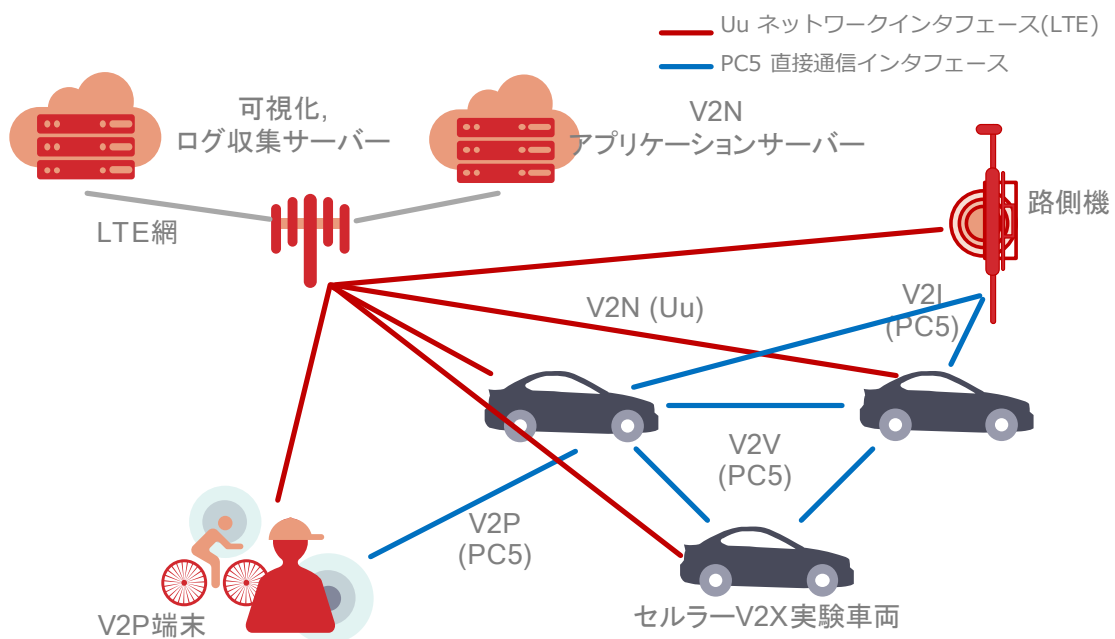 Uu ネットワークインタフェース(LTE)
PC5 直接通信インタフェース
可視化,
ログ収集サーバー
V2N
アプリケーションサーバー
LTE網
路側機
V2N (Uu)
V2I
(PC5)
V2V
(PC5)
V2P
(PC5)
V2P端末
セルラーV2X実験車両